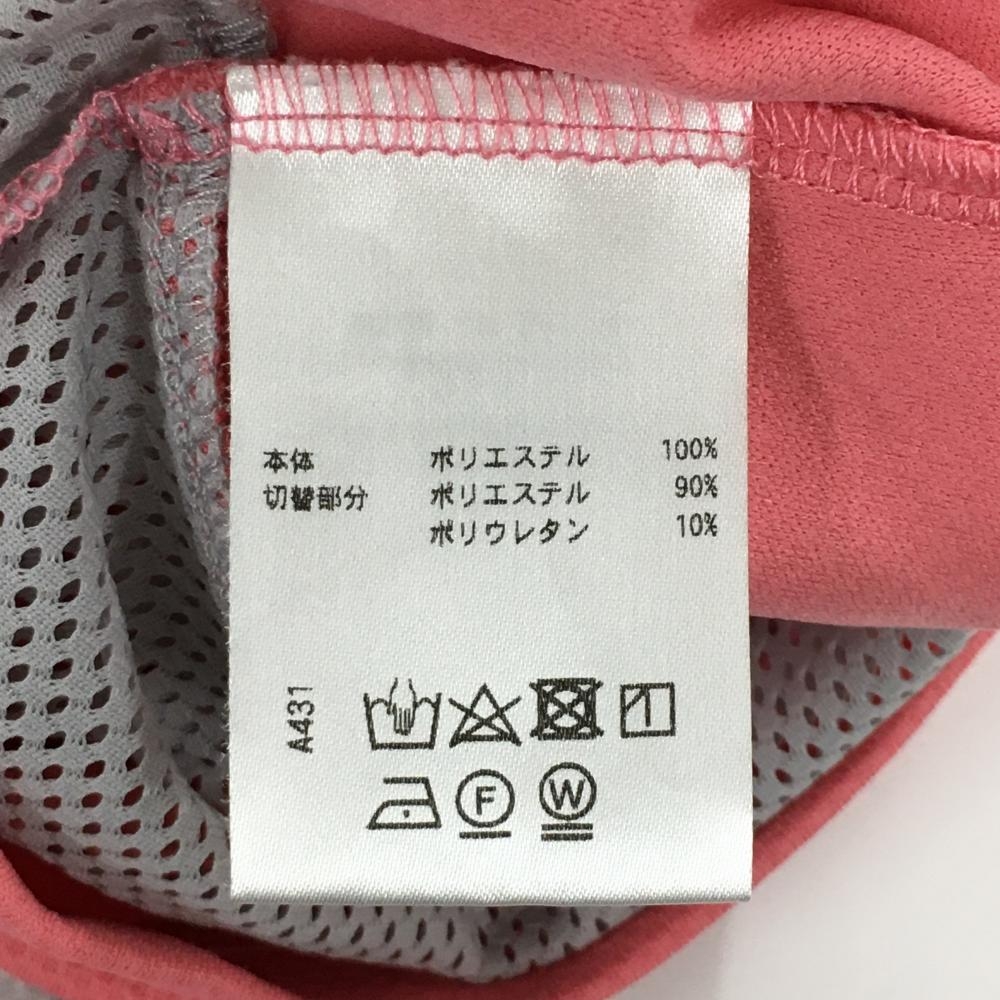 本体 ポリエステル 100%
切替部分 ポリエステル 90%
ポリウレタン 10%
A431
F W